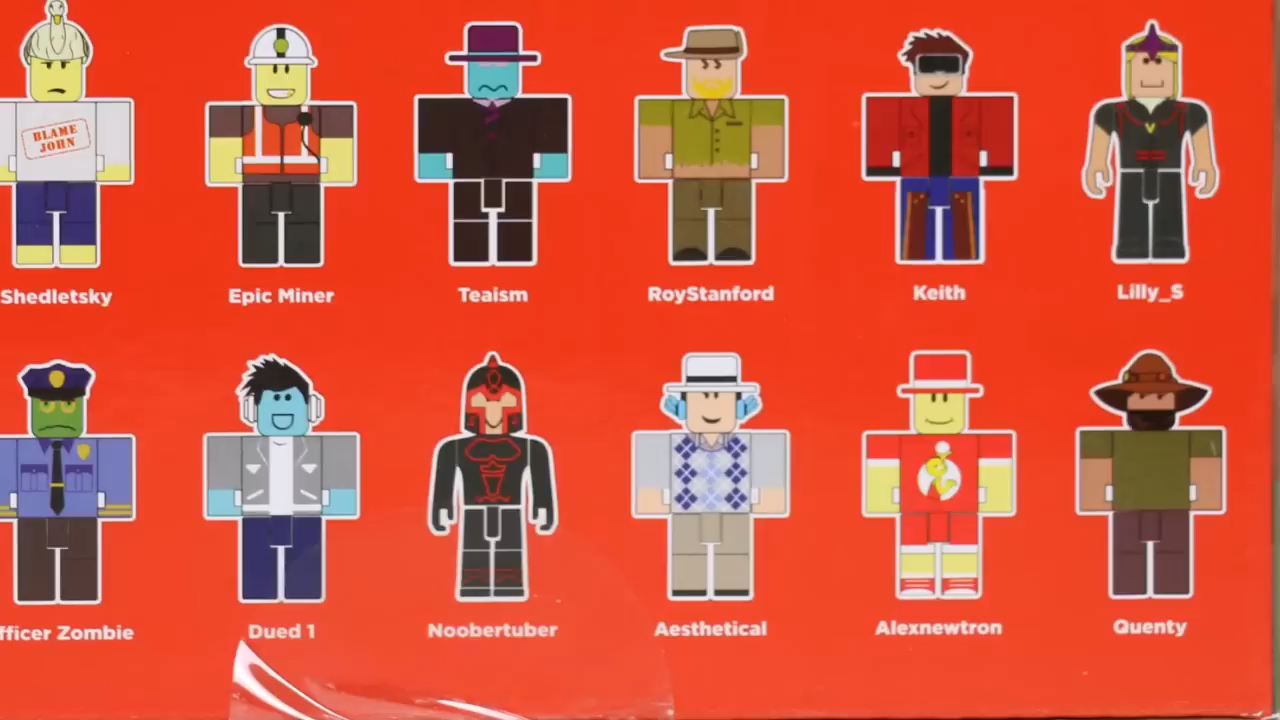 BLAME
JOHN
Shedletsky
Epic Miner
Teaism
RoyStanford
Keith
Lilly_S
fficer Zombie
Dued 1
Noobertuber
Aesthetical
Alexnewtron
Quenty